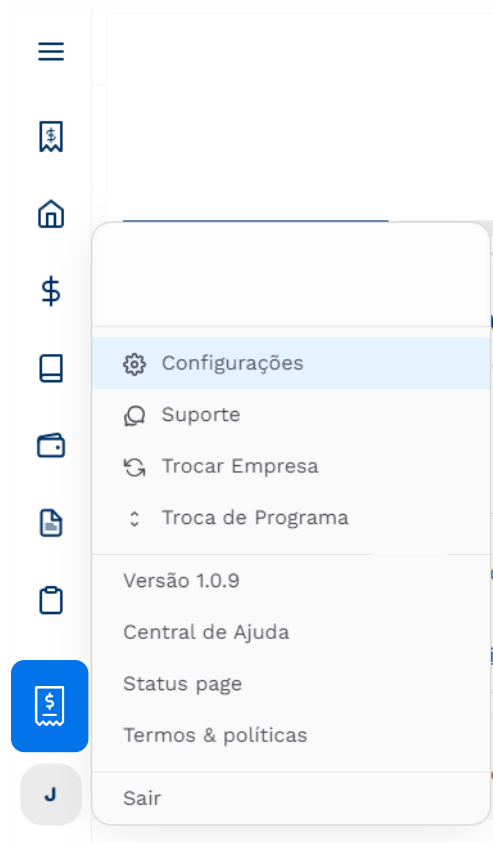 Configurações
Suporte
Trocar Empresa
Troca de Programa
Versão 1.0.9
Central de Ajuda
Status page
Termos & políticas
J
Sair